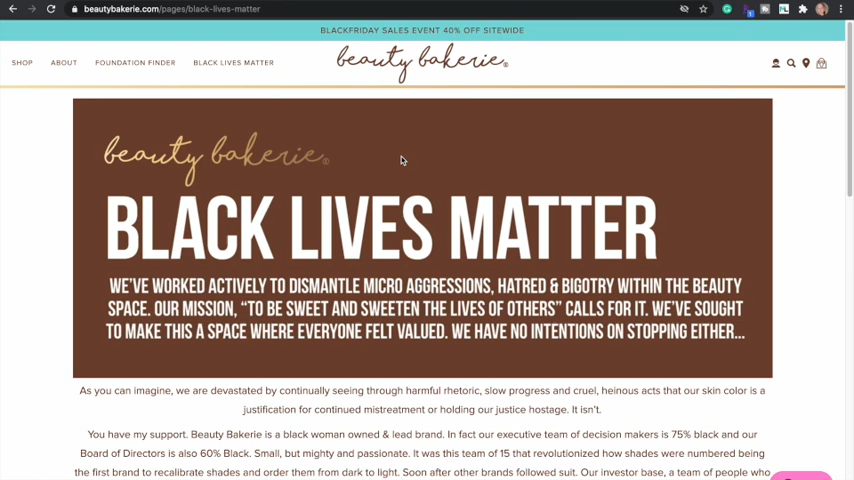 beautybakerie.com/pages/black-lives-matter
BLACKFRIDAY SALES EVENT 40% OFF SITEWIDE
SHOP ABOUT FOUNDATION FINDER BLACK LIVES MATTER
beauty bakerie®
beauty bakerie®
BLACK LIVES MATTER
WE'VE WORKED ACTIVELY TO DISMANTLE MICRO AGGRESSIONS, HATRED & BIGOTRY WITHIN THE BEAUTY
SPACE. OUR MISSION, "TO BE SWEET AND SWEETEN THE LIVES OF OTHERS" CALLS FOR IT. WE'VE SOUGHT
TO MAKE THIS A SPACE WHERE EVERYONE FELT VALUED. WE HAVE NO INTENTIONS ON STOPPING EITHER...
As you can imagine, we are devastated by continually seeing through harmful rhetoric, slow progress and cruel, heinous acts that our skin color is a
justification for continued mistreatment or holding our justice hostage. It isn't.
You have my support. Beauty Bakerie is a black woman owned & lead brand. In fact our executive team of decision makers is 75% black and our
Board of Directors is also 60% Black. Small, but mighty and passionate. It was this team of 15 that revolutionized how shades were numbered being
the first brand to recalibrate shades and order them from dark to light. Soon after other brands followed suit. Our investor base, a team of people who